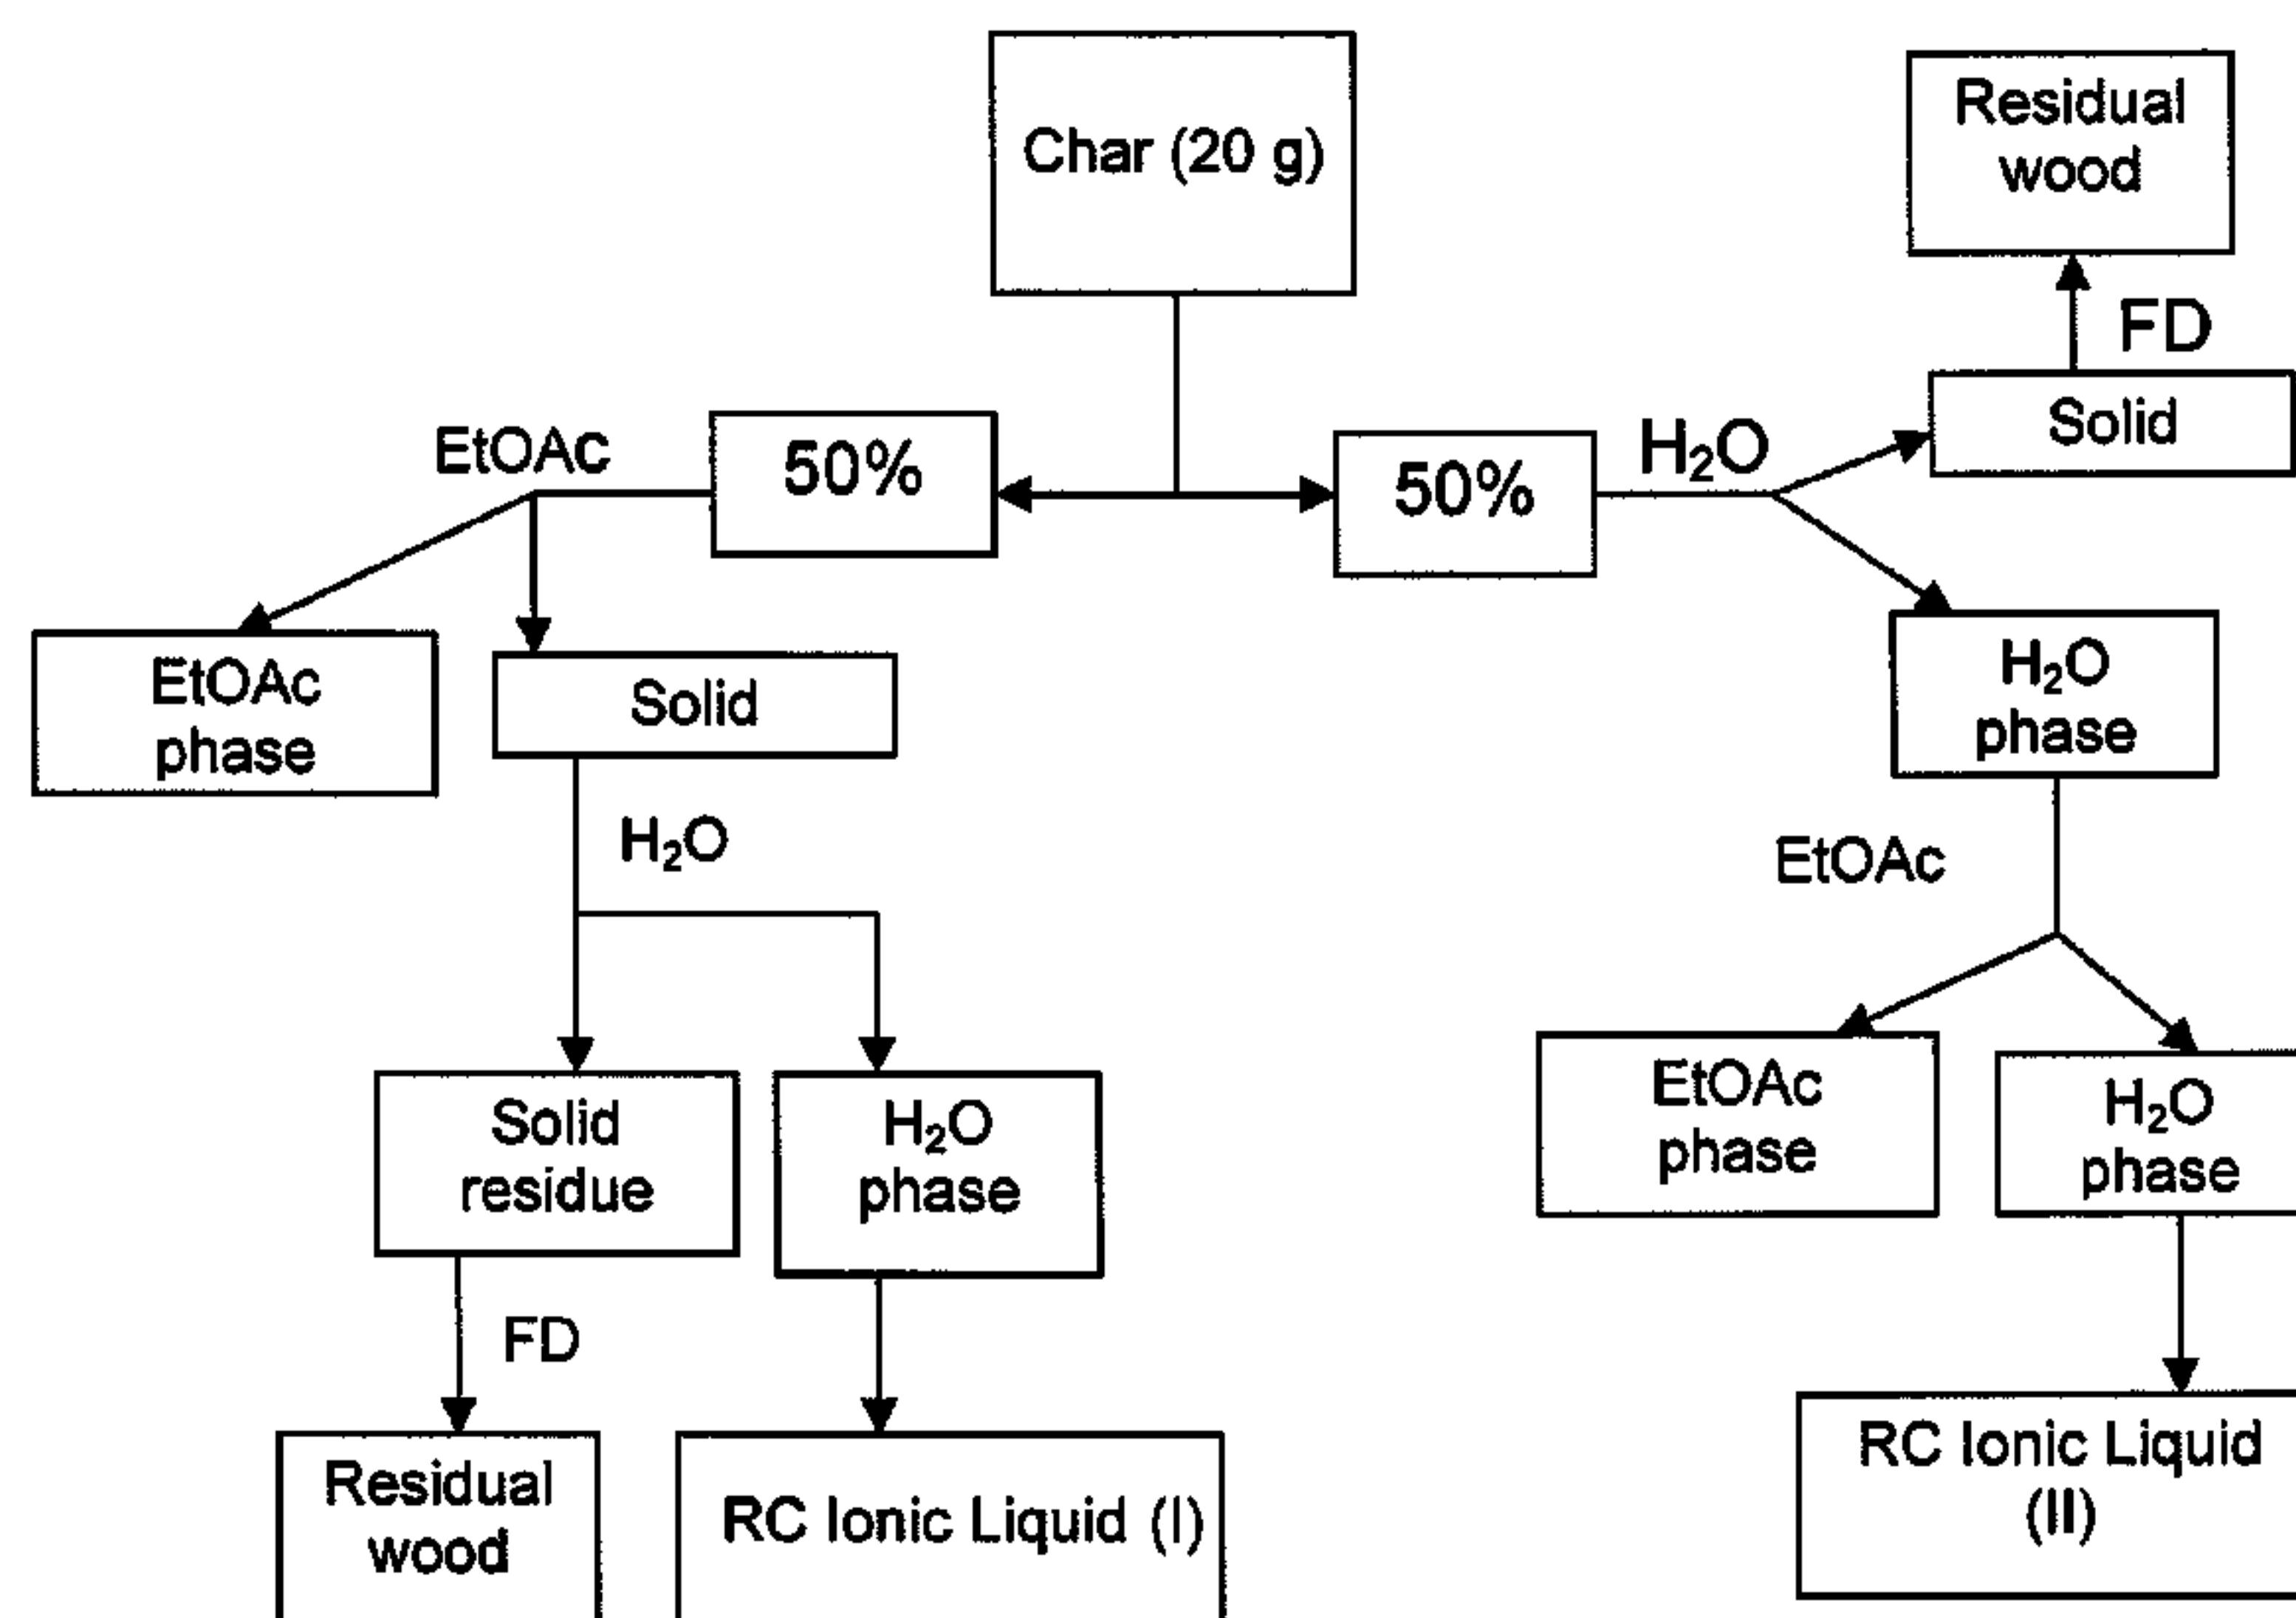 Char (20 g)
Residual
wood
FD
Solid
EtOAc
50%
50%
H₂O
EtOAc
phase
Solid
H₂O
phase
H₂O
EtOAc
Solid
residue
H₂O
phase
EtOAc
phase
H₂O
phase
FD
Residual
wood
RC Ionic Liquid (I)
RC Ionic Liquid
(II)